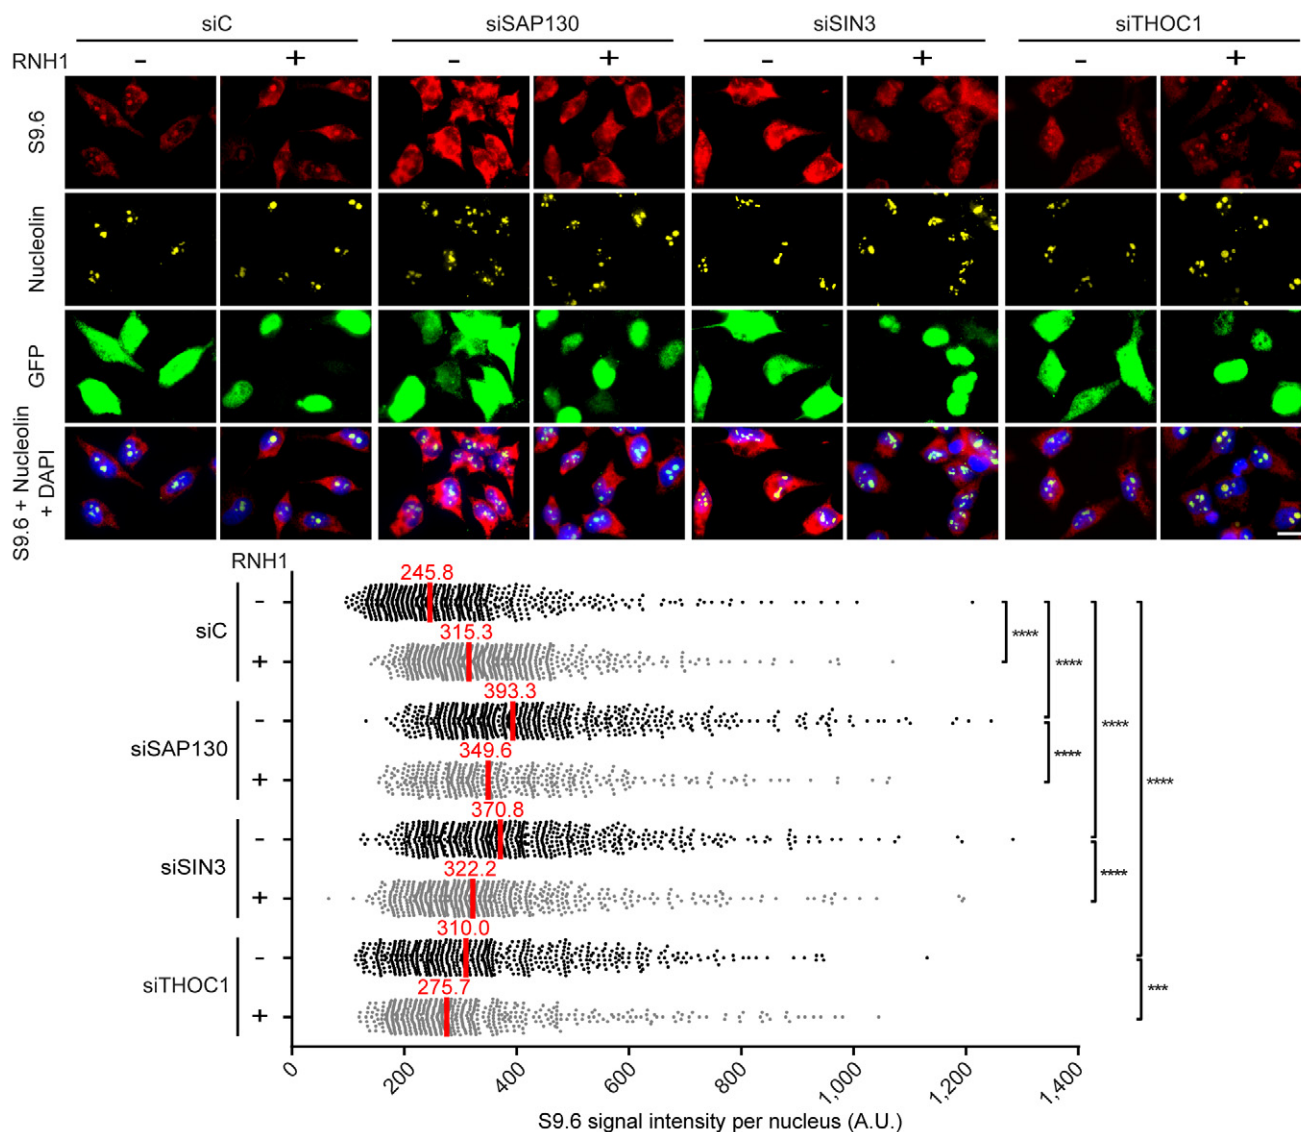 siC siSAP130 siSIN3 siTHOC1
RNH1 - + - + - + - +
S9.6
Nucleolin
GFP
S9.6 + Nucleolin
+ DAPI
RNH1
245.8
siC -
315.3
+
393.3
siSAP130 -
349.6
+
370.8
siSIN3 -
322.2
+
310.0
siTHOC1 -
275.7
+
****
****
****
****
****
****
***
0 200 400 600 800 1,000 1,200 1,400
S9.6 signal intensity per nucleus (A.U.)